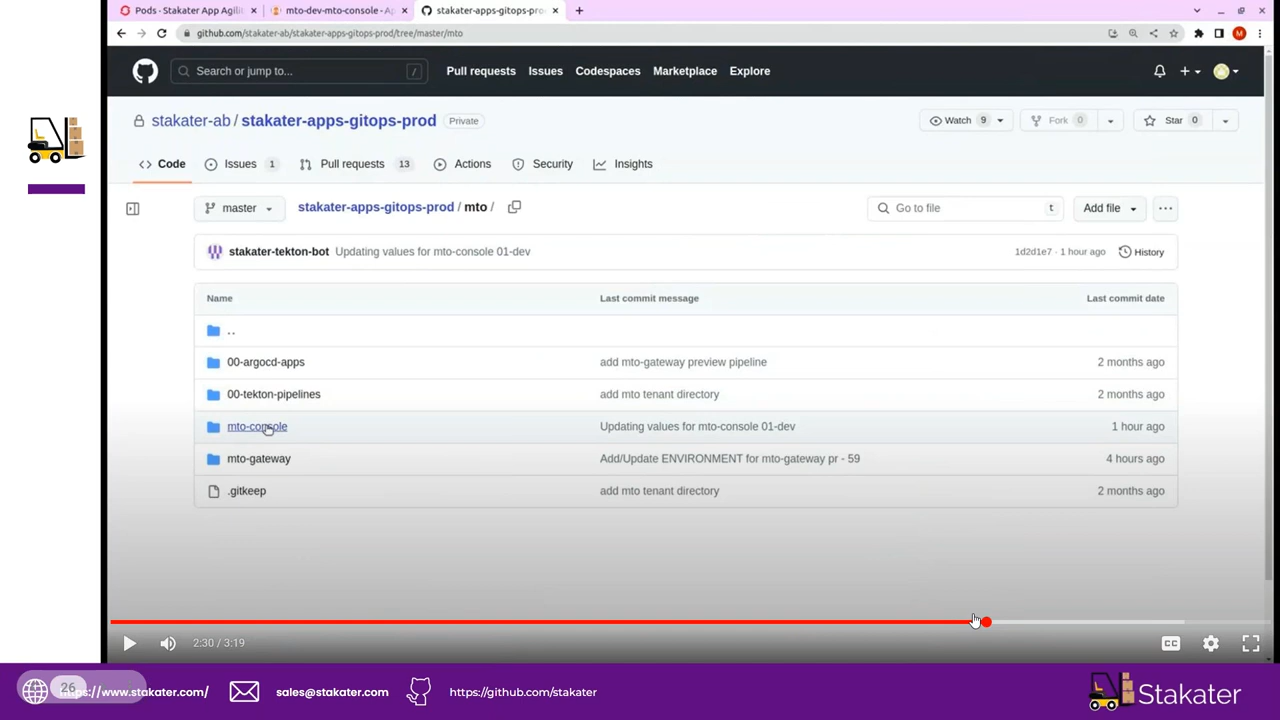 Pods · Stakater App Agilit
mto-dev-mto-console - Ap
stakater-apps-gitops-prod
github.com/stakater-ab/stakater-apps-gitops-prod/tree/master/mto
M
Search or jump to...
/
Pull requests
Issues
Codespaces
Marketplace
Explore
stakater-ab / stakater-apps-gitops-prod
Private
Watch 9
Fork 0
Star 0
Code
Issues 1
Pull requests 13
Actions
Security
Insights
master
stakater-apps-gitops-prod / mto /
Go to file
t
Add file
stakater-tekton-bot Updating values for mto-console 01-dev
1d2d1e7 · 1 hour ago
History
Name Last commit message Last commit date
..
00-argocd-apps add mto-gateway preview pipeline 2 months ago
00-tekton-pipelines add mto tenant directory 2 months ago
mto-console Updating values for mto-console 01-dev 1 hour ago
mto-gateway Add/Update ENVIRONMENT for mto-gateway pr - 59 4 hours ago
.gitkeep add mto tenant directory 2 months ago
2:30 / 3:19
CC
26
https://www.stakater.com/
sales@stakater.com
https://github.com/stakater
Stakater